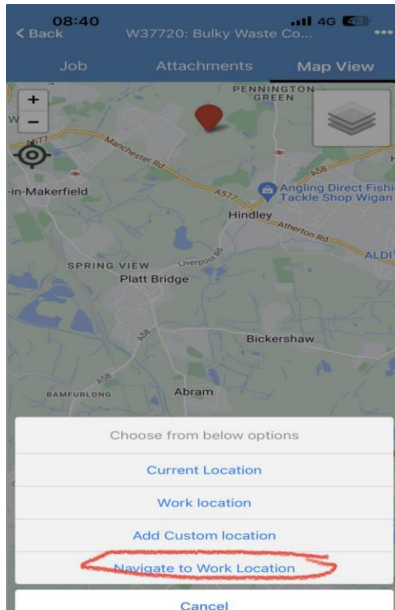 08:40
4G 43
< Back W37720: Bulky Waste Co... •••
Job Attachments Map View
+
-
PENNINGTON
GREEN
A577
Manchester Rd
A58
-in-Makerfield
A577
Angling Direct Fishi
Tackle Shop Wigan
Hindley
Atherton Rd
ALDI
SPRING VIEW
Liverpool Rd
Platt Bridge
A58
Bickershaw
A58
BAMFURLONG
Abram
Choose from below options
Current Location
Work location
Add Custom location
Navigate to Work Location
Cancel